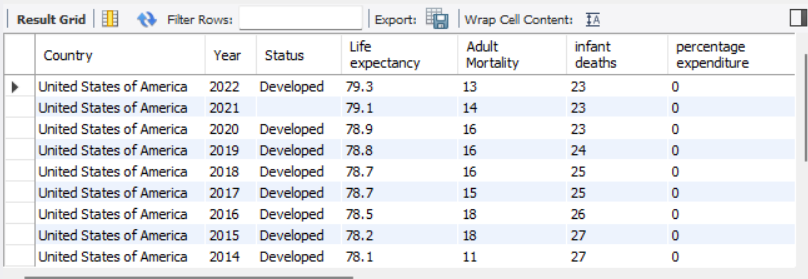 Result Grid Filter Rows: Export: Wrap Cell Content:
Country Year Status Life expectancy Adult Mortality infant deaths percentage expenditure
United States of America 2022 Developed 79.3 13 23 0
United States of America 2021 79.1 14 23 0
United States of America 2020 Developed 78.9 16 23 0
United States of America 2019 Developed 78.8 16 24 0
United States of America 2018 Developed 78.7 16 25 0
United States of America 2017 Developed 78.7 15 25 0
United States of America 2016 Developed 78.5 18 26 0
United States of America 2015 Developed 78.2 18 27 0
United States of America 2014 Developed 78.1 11 27 0